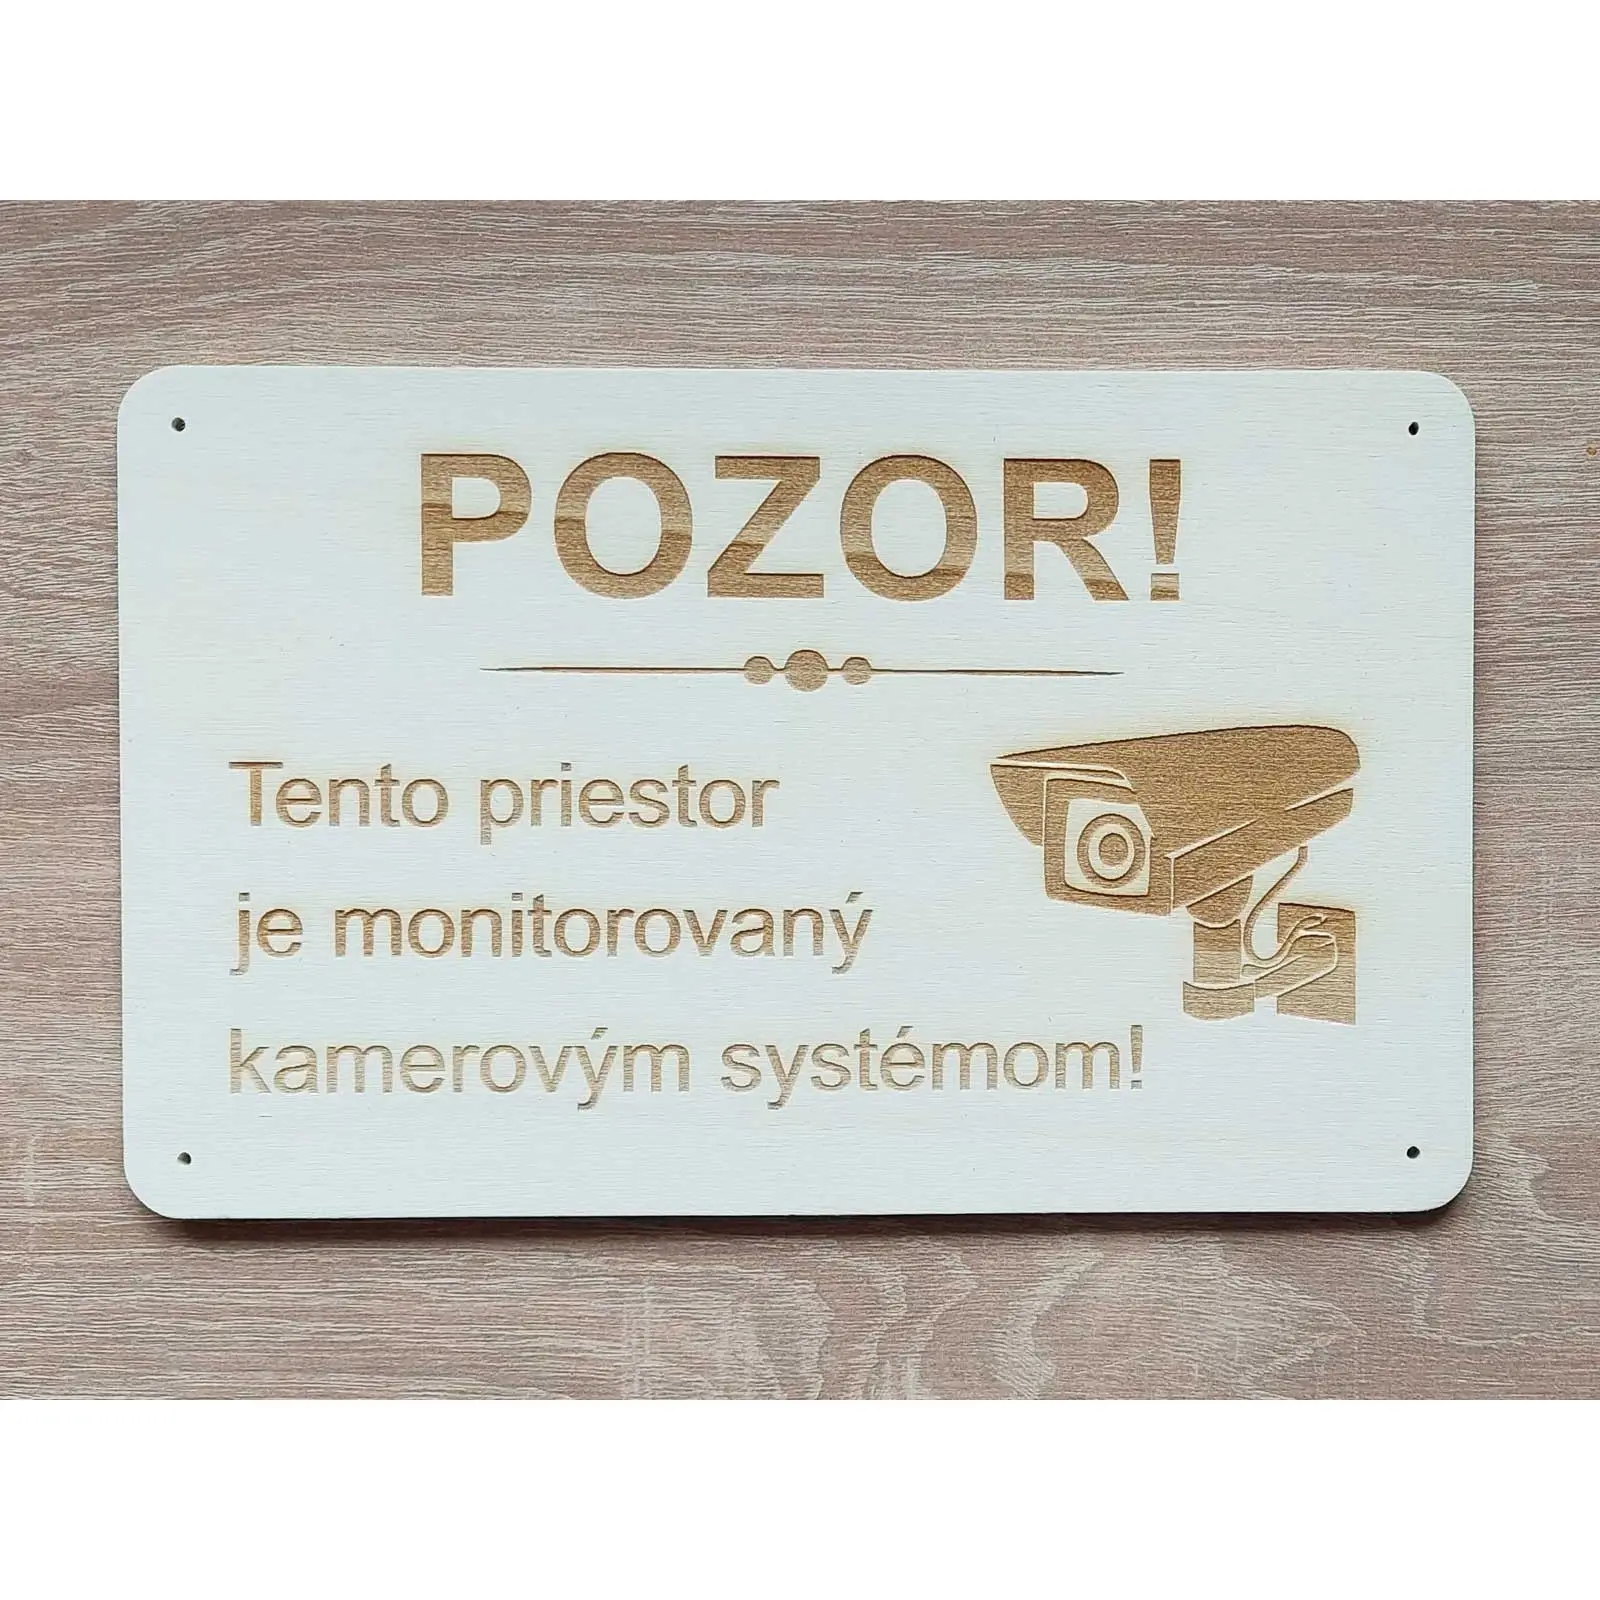 POZOR!
Tento priestor
je monitorovaný
kamerovým systémom!